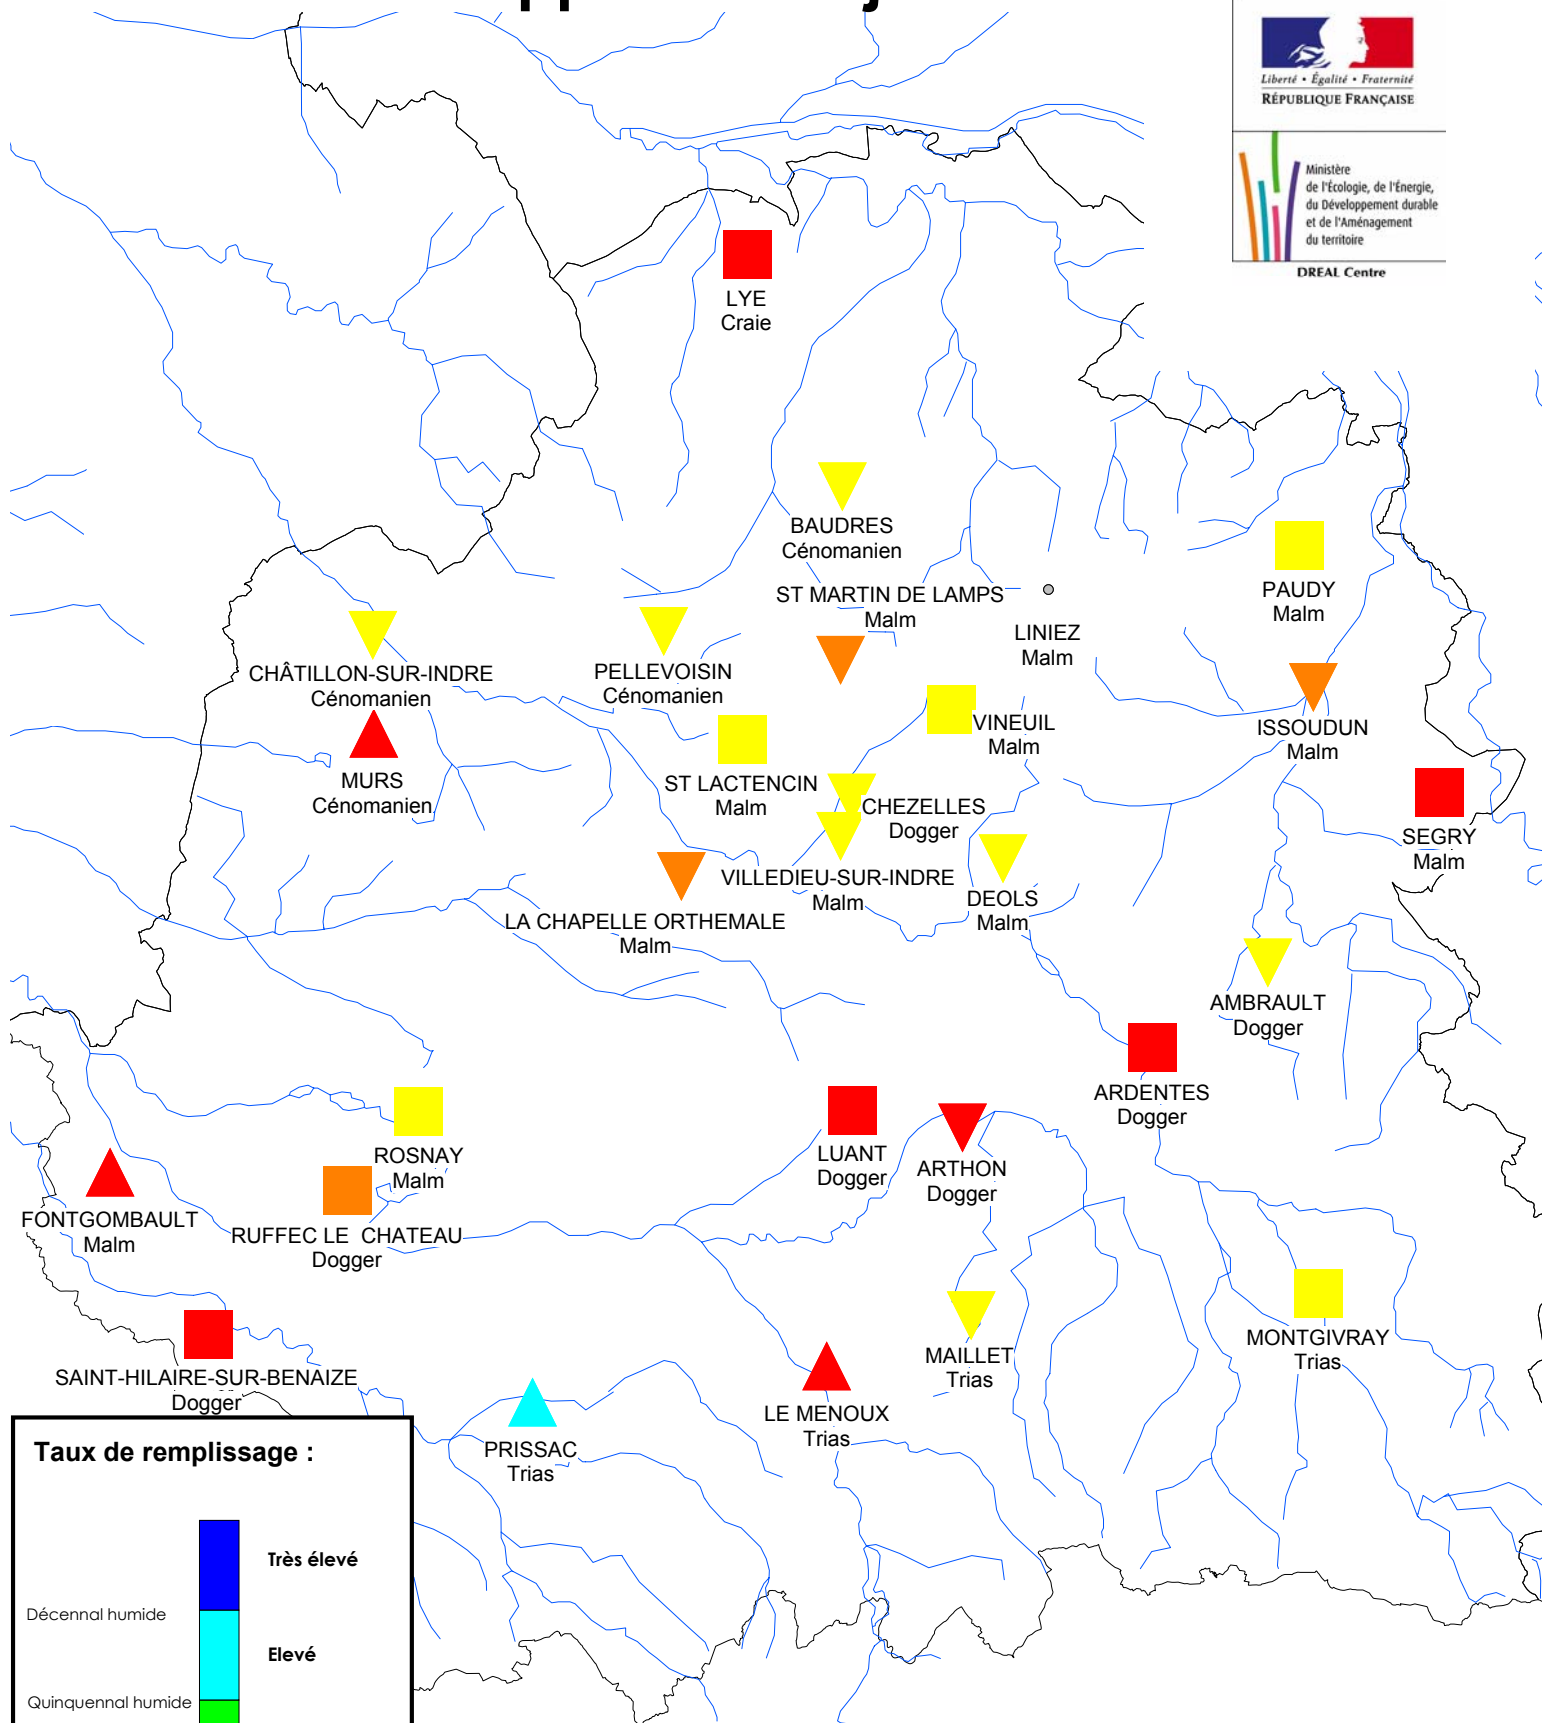 Liberté • Égalité • Fraternité
RÉPUBLIQUE FRANÇAISE
Ministère
de l'Écologie, de l'Énergie,
du Développement durable
et de l'Aménagement
du territoire
DREAL Centre
LYE
Craie
BAUDRES
Cénomanien
ST MARTIN DE LAMPS
Malm
LINIEZ
Malm
PAUDY
Malm
CHÂTILLON-SUR-INDRE
Cénomanien
PELLEVOISIN
Cénomanien
VINEUIL
Malm
ISSOUDUN
Malm
MURS
Cénomanien
ST LACTENCIN
Malm
CHEZELLES
Dogger
SEGRY
Malm
VILLEDIEU-SUR-INDRE
Malm
DEOLS
Malm
LA CHAPELLE ORTHEMALE
Malm
AMBRAULT
Dogger
ARDENTES
Dogger
ROSNAY
Malm
LUANT
Dogger
ARTHON
Dogger
FONTGOMBAULT
Malm
RUFFEC LE CHATEAU
Dogger
MONTGIVRAY
Trias
MAILLET
Trias
SAINT-HILAIRE-SUR-BENAIZE
Dogger
LE MENOUX
Trias
PRISSAC
Trias
Taux de remplissage :
Très élevé
Décennal humide
Elevé
Quinquennal humide